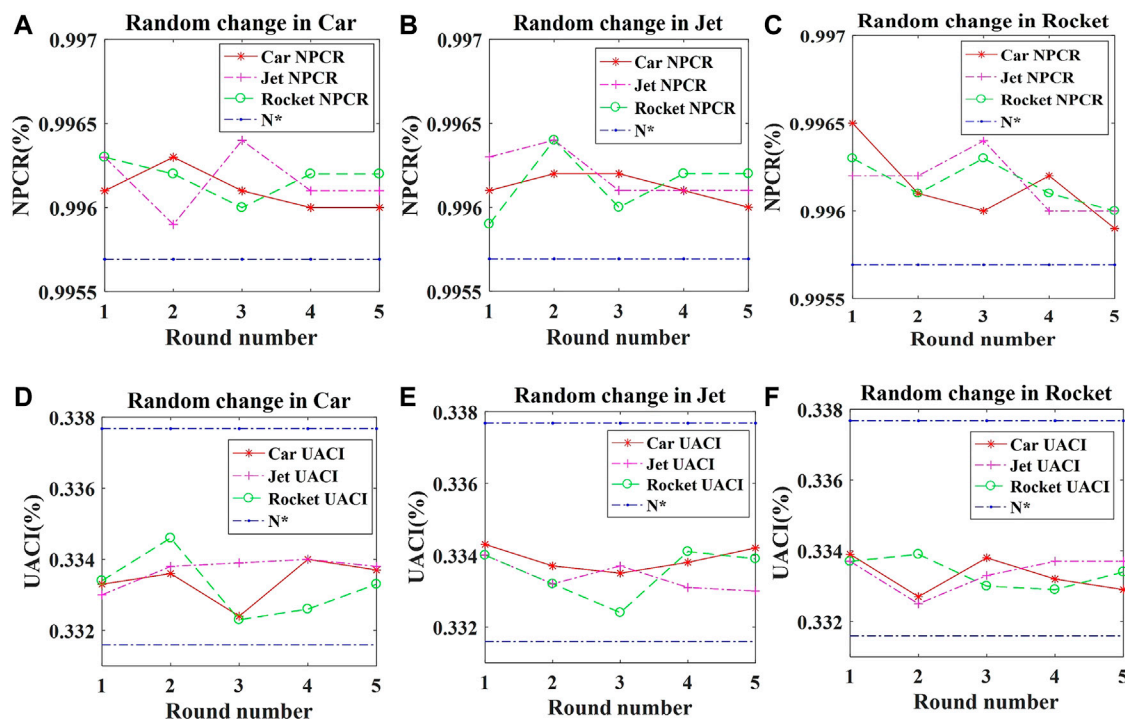 A
Random change in Car
0.997
0.9965
0.996
0.9955
NPCR(%)
Car NPCR
Jet NPCR
Rocket NPCR
N*
1 2 3 4 5
Round number
B
Random change in Jet
0.997
0.9965
0.996
0.9955
NPCR(%)
Car NPCR
Jet NPCR
Rocket NPCR
N*
1 2 3 4 5
Round number
C
Random change in Rocket
0.997
0.9965
0.996
0.9955
NPCR(%)
Car NPCR
Jet NPCR
Rocket NPCR
N*
1 2 3 4 5
Round number
D
Random change in Car
0.338
0.336
0.334
0.332
UACI(%)
Car UACI
Jet UACI
Rocket UACI
N*
1 2 3 4 5
Round number
E
Random change in Jet
0.338
0.336
0.334
0.332
UACI(%)
Car UACI
Jet UACI
Rocket UACI
N*
1 2 3 4 5
Round number
F
Random change in Rocket
0.338
0.336
0.334
0.332
UACI(%)
Car UACI
Jet UACI
Rocket UACI
N*
1 2 3 4 5
Round number